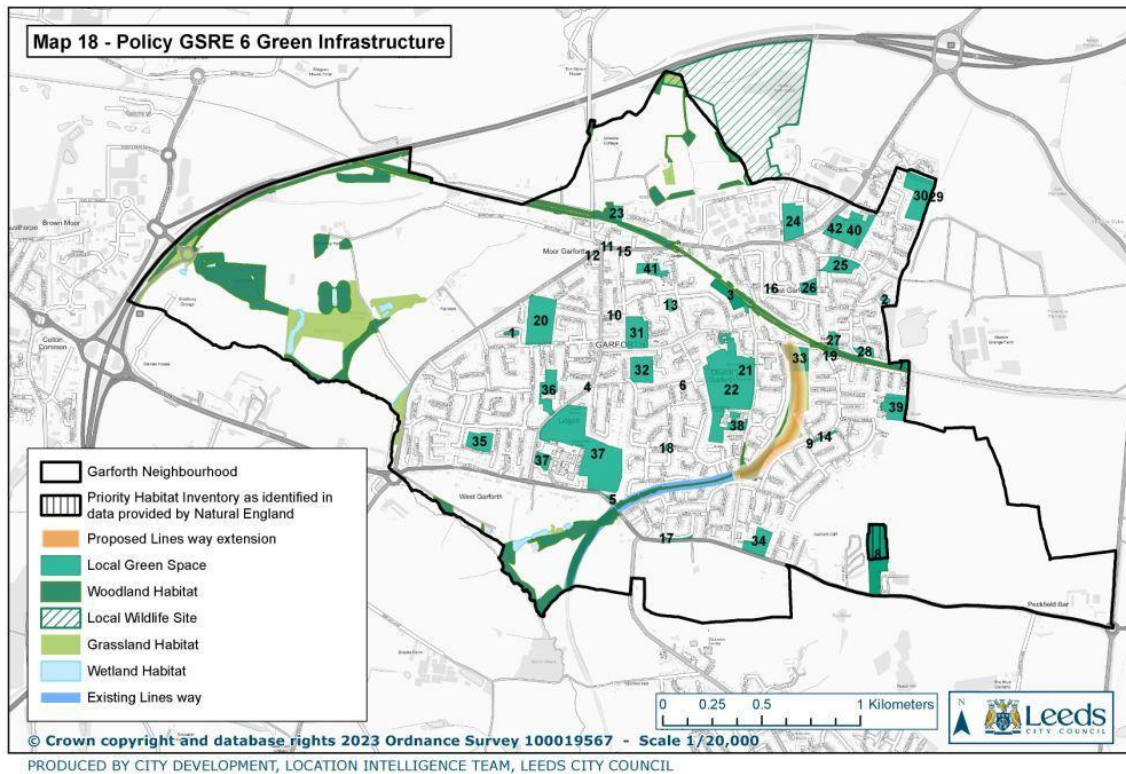 Map 18 - Policy GSRE 6 Green Infrastructure
Brown Moor
Colton
Common
Moor Garforth
23
11
12
15
41
24
42
40
30
29
25
26
16
2
3
13
10
1
20
31
GARFORTH
32
27
19
28
33
7
21
22
36
4
6
39
38
9
14
35
37
37
18
West Garforth
5
17
34
8
Peckfield Bar
Garforth Neighbourhood
Priority Habitat Inventory as identified in
data provided by Natural England
Proposed Lines way extension
Local Green Space
Woodland Habitat
Local Wildlife Site
Grassland Habitat
Wetland Habitat
Existing Lines way
0 0.25 0.5 1 Kilometers
N
Leeds
CITY COUNCIL
© Crown copyright and database rights 2023 Ordnance Survey 100019567 - Scale 1/20,000
PRODUCED BY CITY DEVELOPMENT, LOCATION INTELLIGENCE TEAM, LEEDS CITY COUNCIL